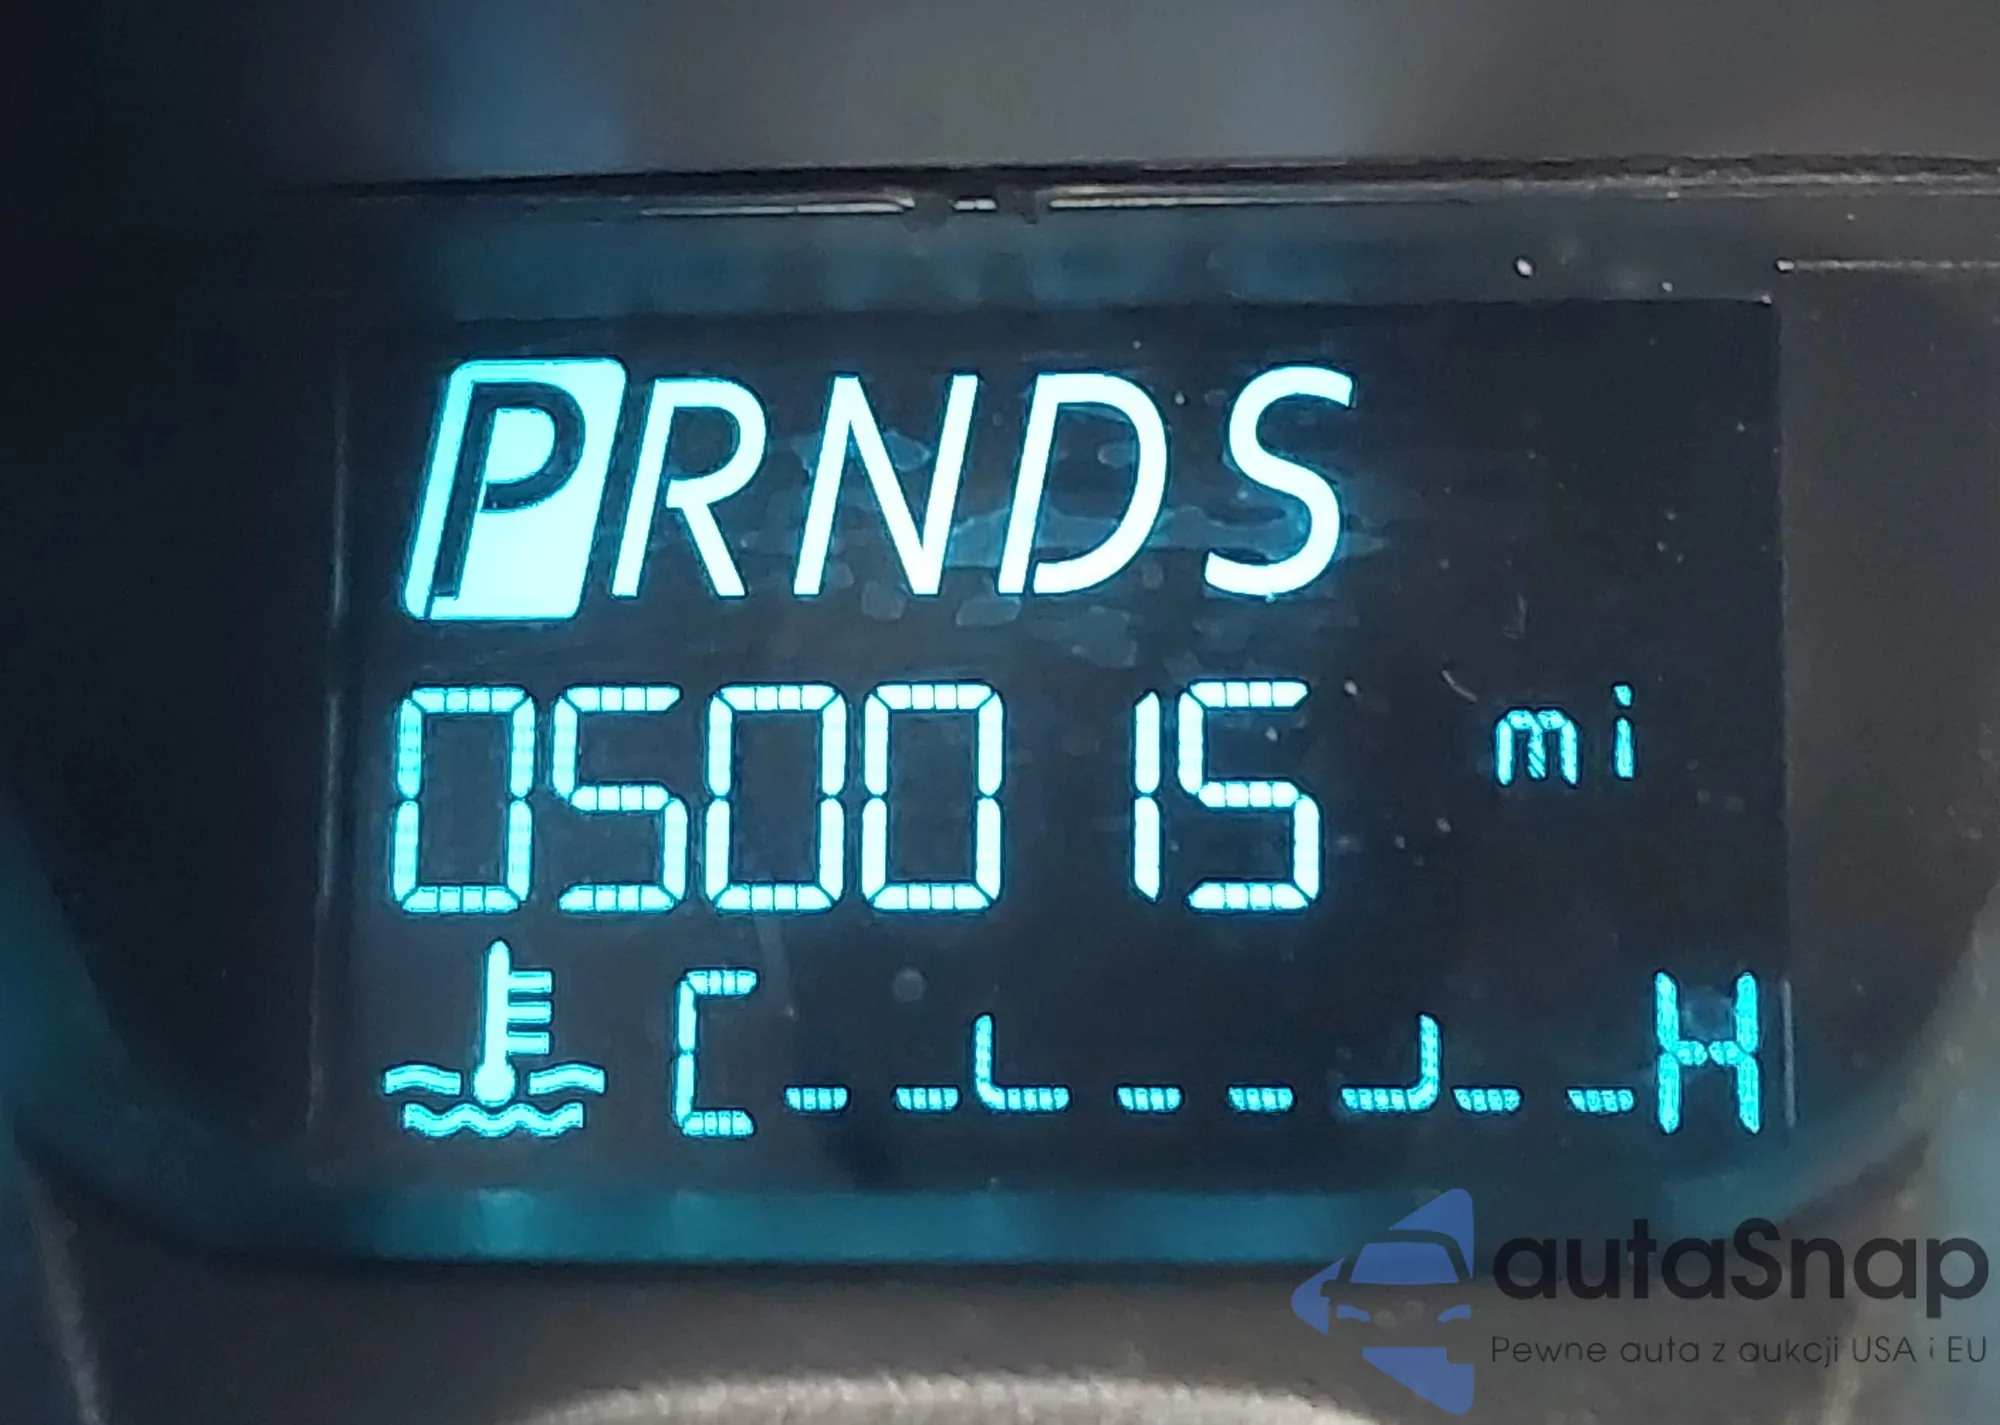 PRNDS
050015 mi
C H
autaSnap
Pewne auta z aukcji USA i EU